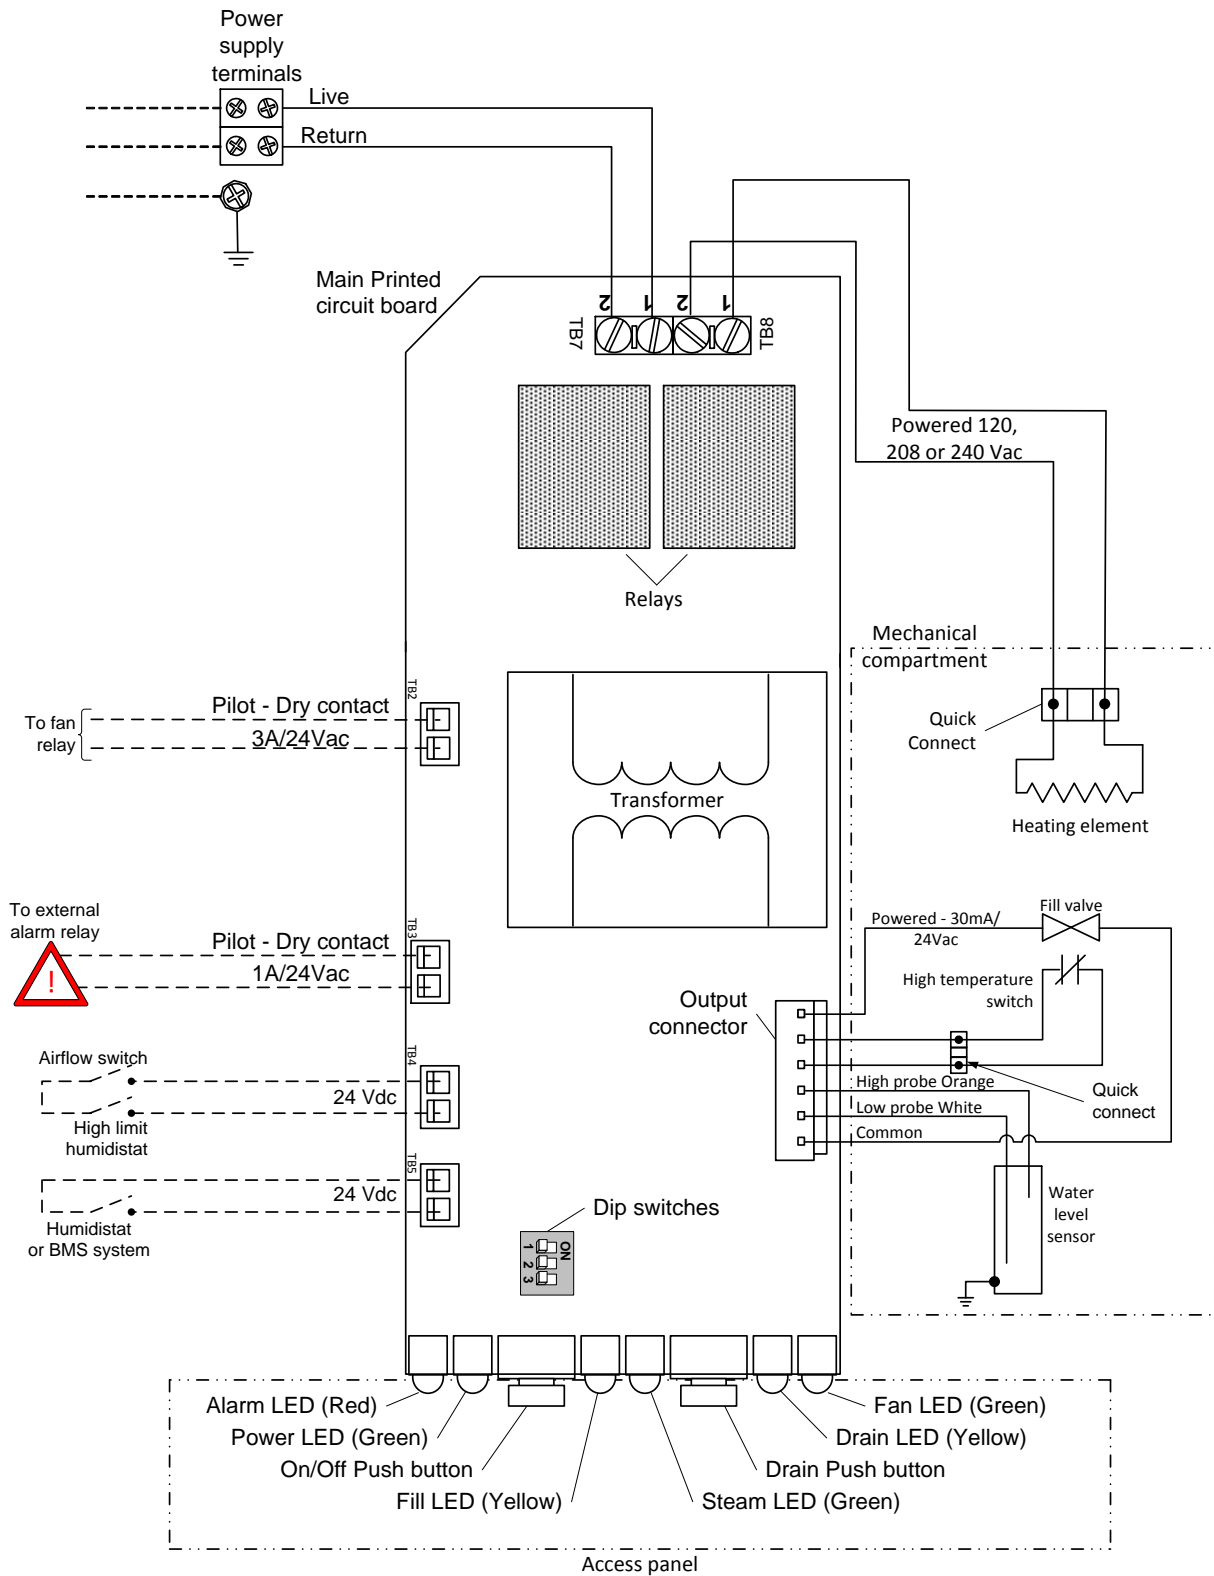 Power
supply
terminals
Live
Return
Main Printed
circuit board
2
1
2
1
TB7
TB8
Powered 120,
208 or 240 Vac
Relays
Mechanical
compartment
TB2
Pilot - Dry contact
3A/24Vac
To fan
relay
Quick
Connect
Transformer
Heating element
To external
alarm relay
!
TB3
Pilot - Dry contact
1A/24Vac
Powered - 30mA/
24Vac
Fill valve
High temperature
switch
Output
connector
Airflow switch
TB4
24 Vdc
High limit
humidistat
High probe Orange
Low probe White
Common
Quick
connect
TB5
24 Vdc
Humidistat
or BMS system
Dip switches
ON
1
2
3
Water
level
sensor
Alarm LED (Red)
Power LED (Green)
On/Off Push button
Fill LED (Yellow)
Fan LED (Green)
Drain LED (Yellow)
Drain Push button
Steam LED (Green)
Access panel